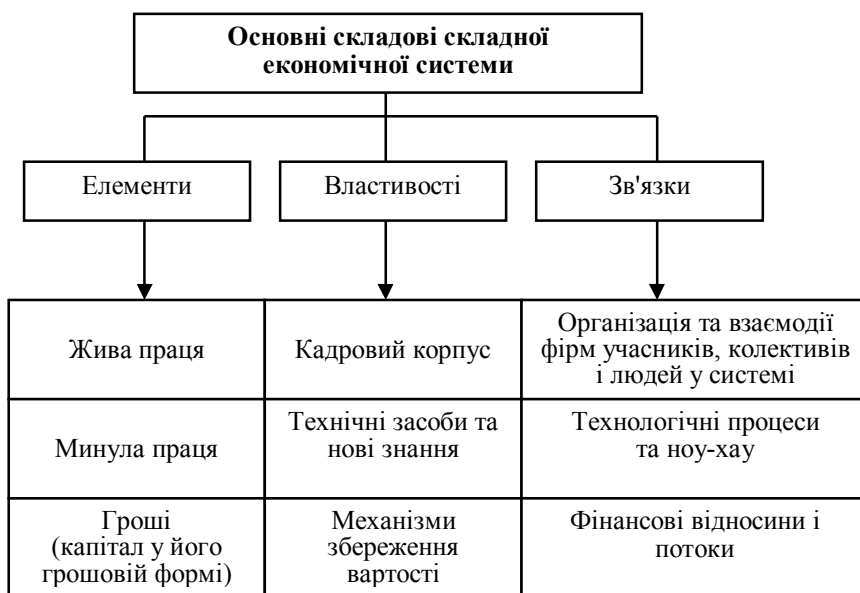 Основні складові складної
економічної системи
Елементи
Властивості
Зв'язки
Жива праця
Кадровий корпус
Організація та взаємодії
фірм учасників, колективів
і людей у системі
Минула праця
Технічні засоби та
нові знання
Технологічні процеси
та ноу-хау
Гроші
(капітал у його
грошовій формі)
Механізми
збереження
вартості
Фінансові відносини і
потоки